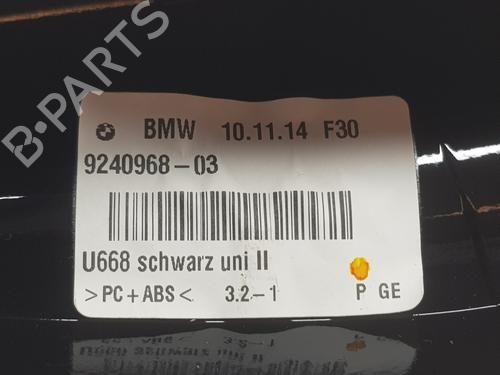 BMW 10.11.14 F30
9240968-03
U668 schwarz uni II
>PC+ABS< 3.2-1 P GE
B-PARTS